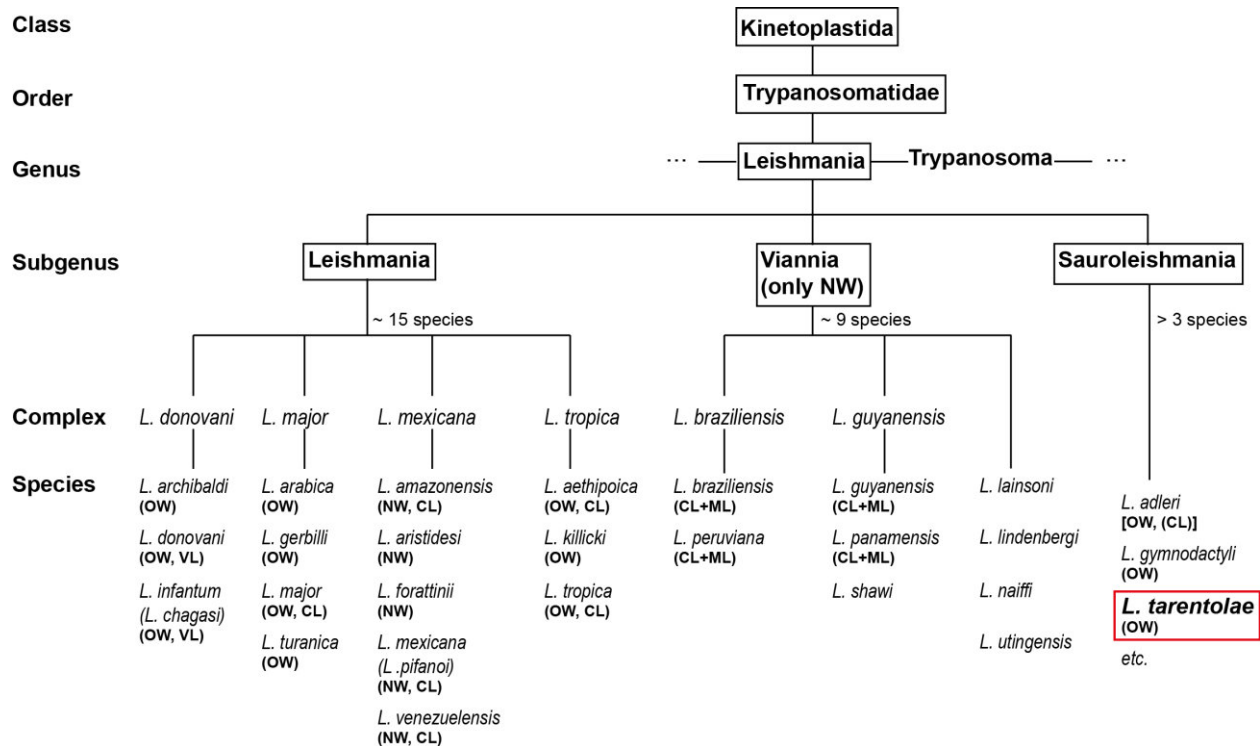 Class
Kinetoplastida
Order
Trypanosomatidae
Genus
...
Leishmania
Trypanosoma
...
Subgenus
Leishmania
Viannia
(only NW)
Sauroleishmania
~ 15 species
~ 9 species
> 3 species
Complex
L. donovani
L. major
L. mexicana
L. tropica
L. braziliensis
L. guyanensis
Species
L. archibaldi
(OW)
L. donovani
(OW, VL)
L. infantum
(L. chagasi)
(OW, VL)
L. arabica
(OW)
L. gerbilli
(OW)
L. major
(OW, CL)
L. turanica
(OW)
L. amazonensis
(NW, CL)
L. aristidesi
(NW)
L. forattinii
(NW)
L. mexicana
(L .pifanoi)
(NW, CL)
L. venezuelensis
(NW, CL)
L. aethipoica
(OW, CL)
L. killicki
(OW)
L. tropica
(OW, CL)
L. braziliensis
(CL+ML)
L. peruviana
(CL+ML)
L. guyanensis
(CL+ML)
L. panamensis
(CL+ML)
L. shawi
L. lainsoni
L. lindenbergi
L. naiffi
L. utingensis
L. adleri
[OW, (CL)]
L. gymnodactyli
(OW)
L. tarentolae
(OW)
etc.